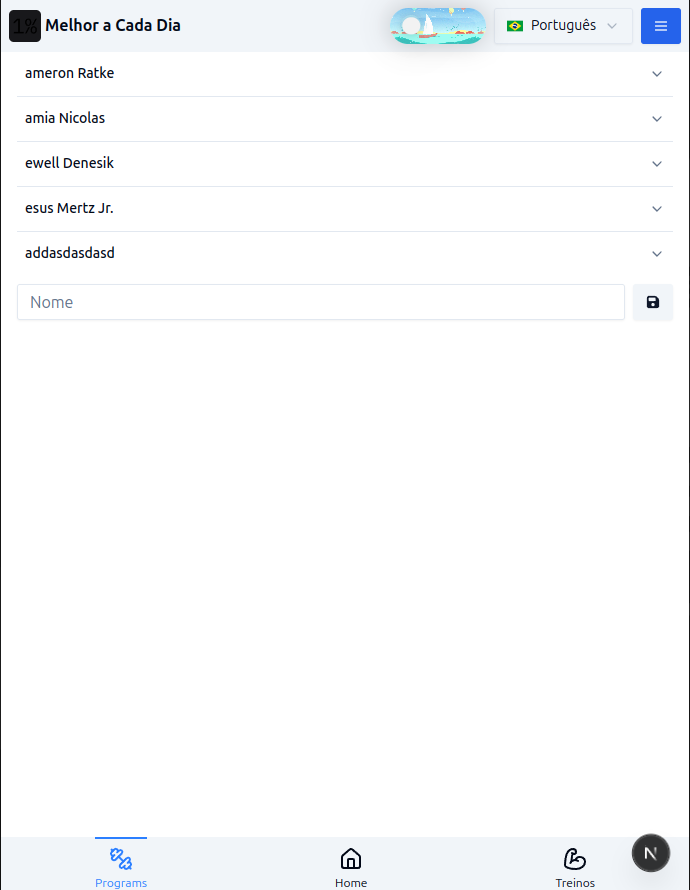 1% Melhor a Cada Dia
Português
ameron Ratke
amia Nicolas
ewell Denesik
esus Mertz Jr.
addasdasdasd
Nome
Programs
Home
Treinos
N